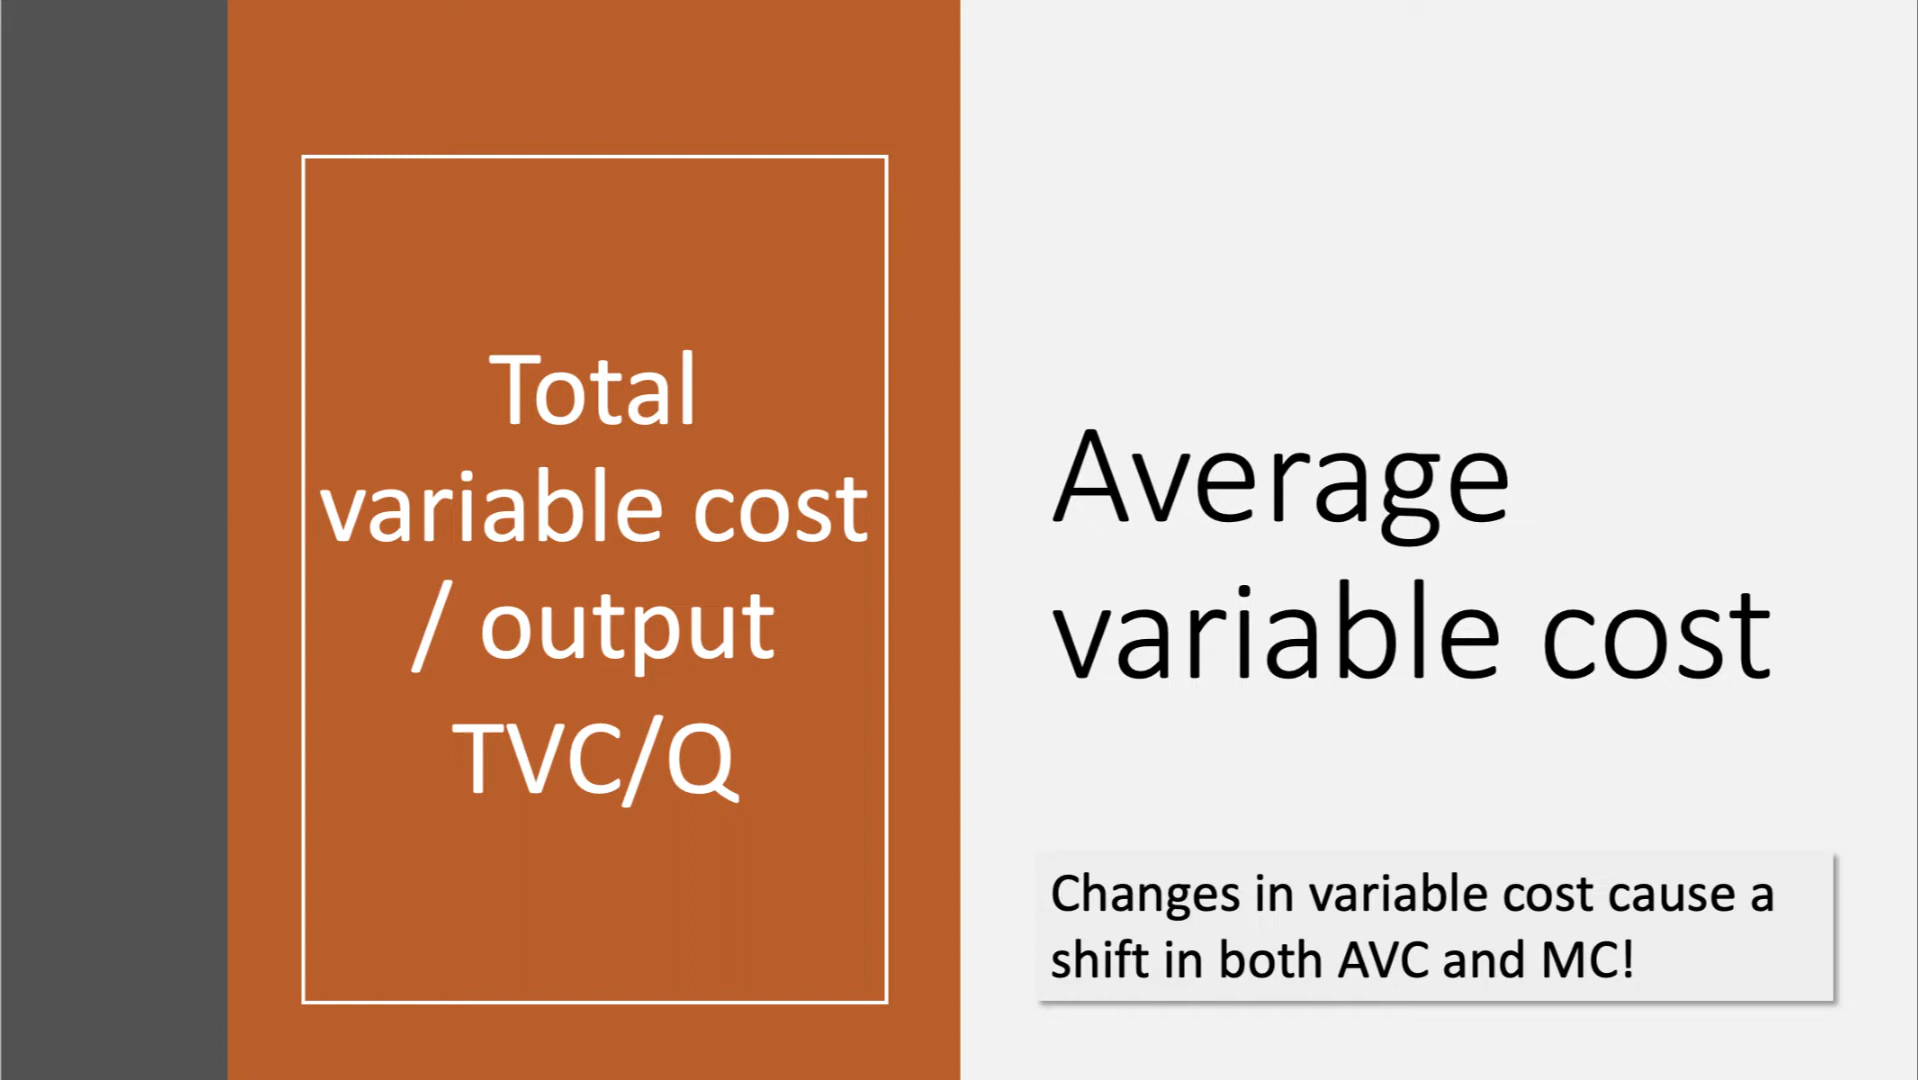 Total
variable cost
/ output
TVC/Q
Average
variable cost
Changes in variable cost cause a
shift in both AVC and MC!